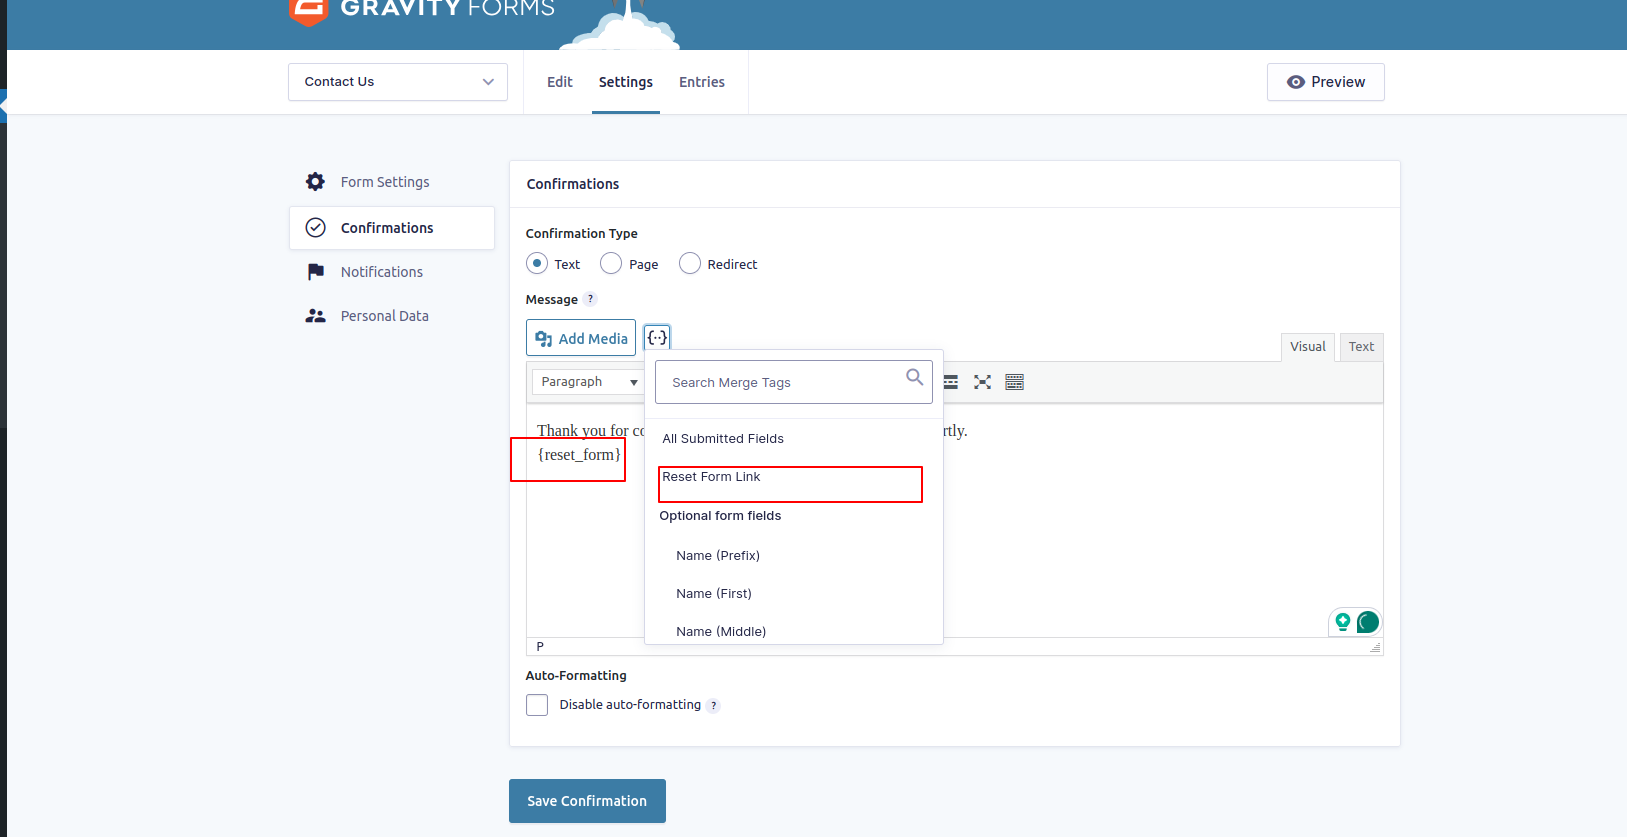 GRAVITY FORMS
Contact Us
Edit
Settings
Entries
Preview
Form Settings
Confirmations
Notifications
Personal Data
Confirmations
Confirmation Type
Text
Page
Redirect
Message ?
Add Media
{··}
Visual
Text
Paragraph
Search Merge Tags
Thank you for co
rtly.
{reset_form}
All Submitted Fields
Reset Form Link
Optional form fields
Name (Prefix)
Name (First)
Name (Middle)
P
Auto-Formatting
Disable auto-formatting ?
Save Confirmation